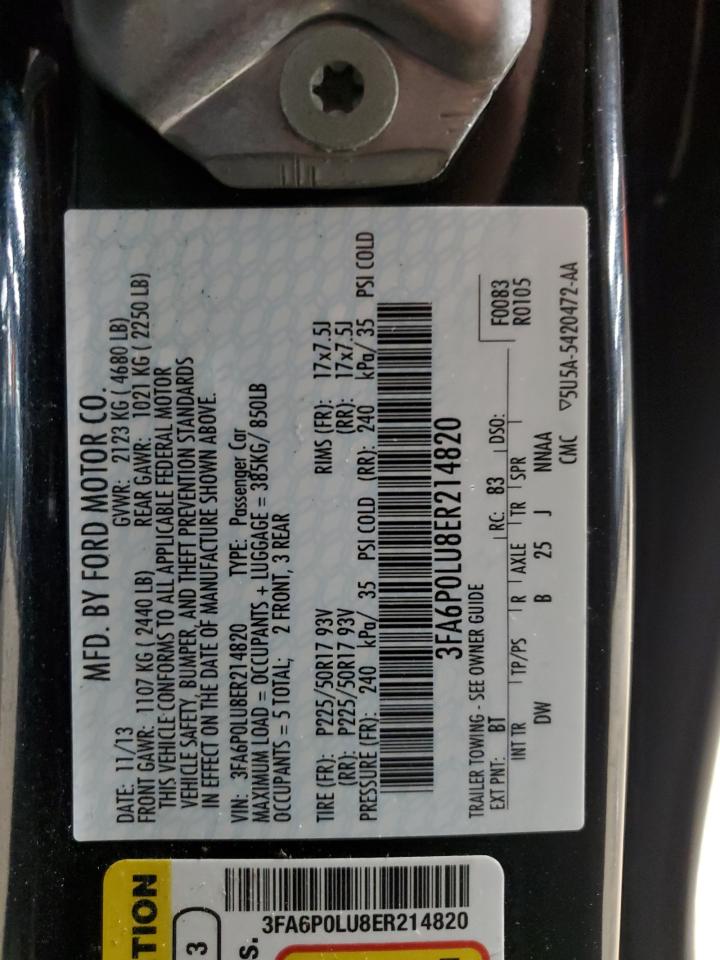 MFD. BY FORD MOTOR CO.
DATE: 11/13 GVWR: 2123 KG ( 4680 LB)
FRONT GAWR: 1107 KG ( 2440 LB) REAR GAWR: 1021 KG ( 2250 LB)
THIS VEHICLE CONFORMS TO ALL APPLICABLE FEDERAL MOTOR
VEHICLE SAFETY, BUMPER, AND THEFT PREVENTION STANDARDS
IN EFFECT ON THE DATE OF MANUFACTURE SHOWN ABOVE.
VIN: 3FA6P0LU8ER214820 TYPE: Passenger Car
MAXIMUM LOAD = OCCUPANTS + LUGGAGE = 385KG/ 850LB
OCCUPANTS = 5 TOTAL; 2 FRONT, 3 REAR
TIRE (FR): P225/50R17 93V RIMS (FR): 17x7.5J
(RR): P225/50R17 93V (RR): 17x7.5J
PRESSURE (FR): 240 kPa/ 35 PSI COLD (RR): 240 kPa/ 35 PSI COLD
3FA6P0LU8ER214820
TRAILER TOWING - SEE OWNER GUIDE
EXT PNT: BT RC: 83 DSO: F0083
R0105
INT TR TP/PS R AXLE TR SPR
DW B 25 J NNAA
CMC ▽5U5A-5420472-AA
TION
3
s.
3FA6P0LU8ER214820